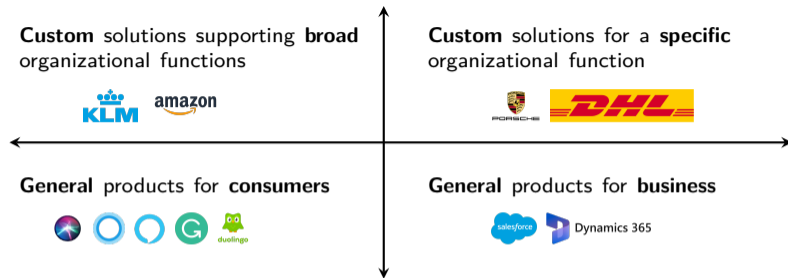 Custom solutions supporting broad
organizational functions
KLM
amazon
Custom solutions for a specific
organizational function
PORSCHE
DHL
General products for consumers
G
duolingo
General products for business
salesforce
Dynamics 365